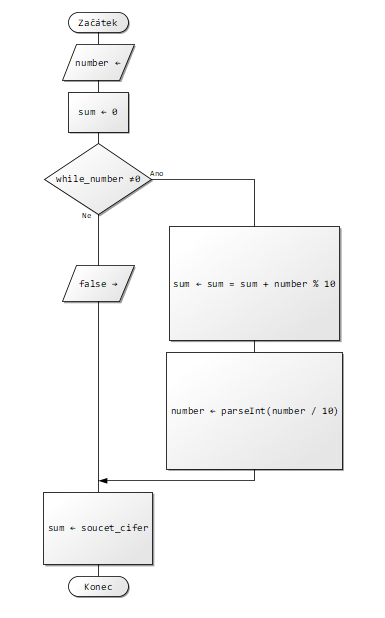 Začátek
number ←
sum ← 0
while_number ≠0
Ano
Ne
sum ← sum = sum + number % 10
false →
number ← parseInt(number / 10)
sum ← soucet_cifer
Konec